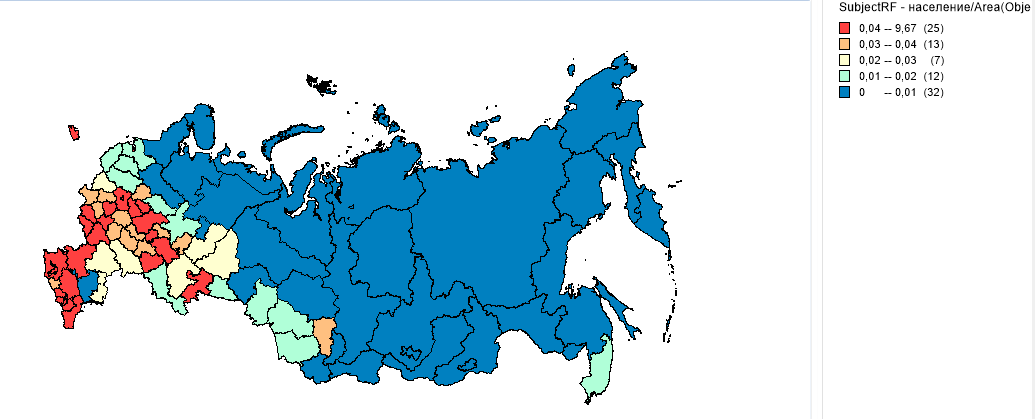 SubjectRF - население/Area(Obje
0,04 -- 9,67 (25)
0,03 -- 0,04 (13)
0,02 -- 0,03 (7)
0,01 -- 0,02 (12)
0 -- 0,01 (32)